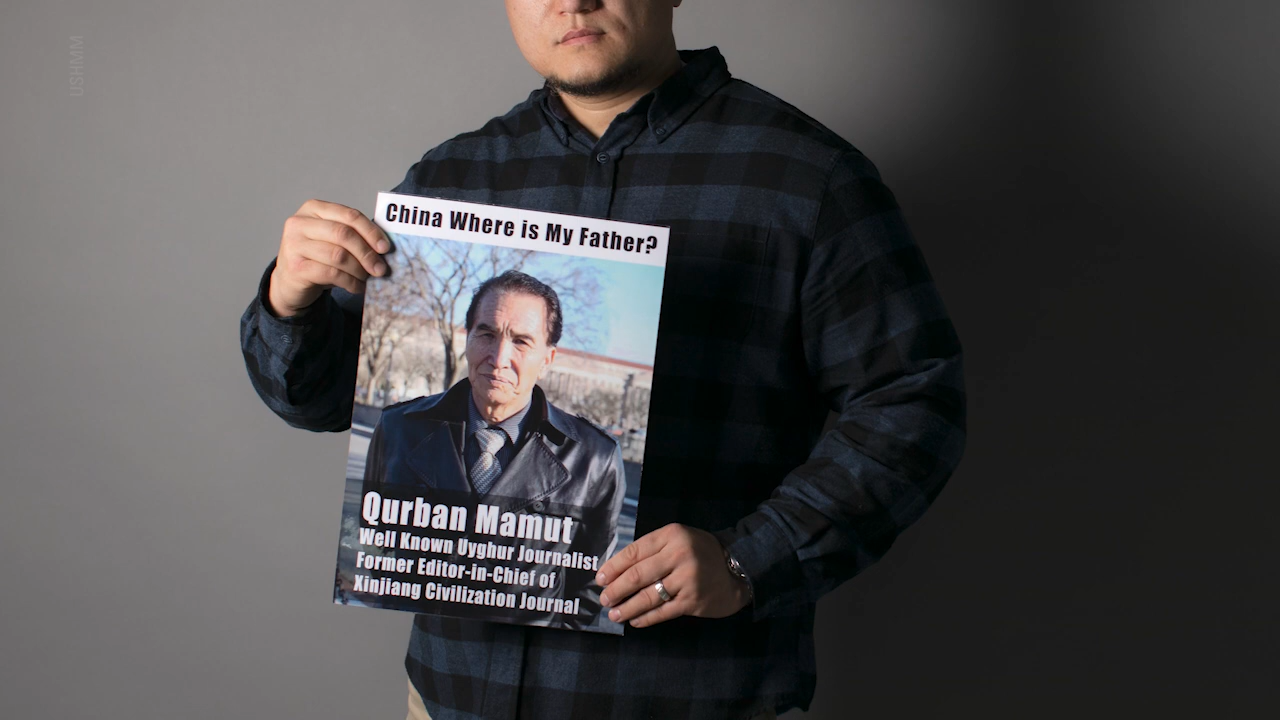 USHMM
China Where is My Father?
Qurban Mamut
Well Known Uyghur Journalist
Former Editor-in-Chief of
Xinjiang Civilization Journal